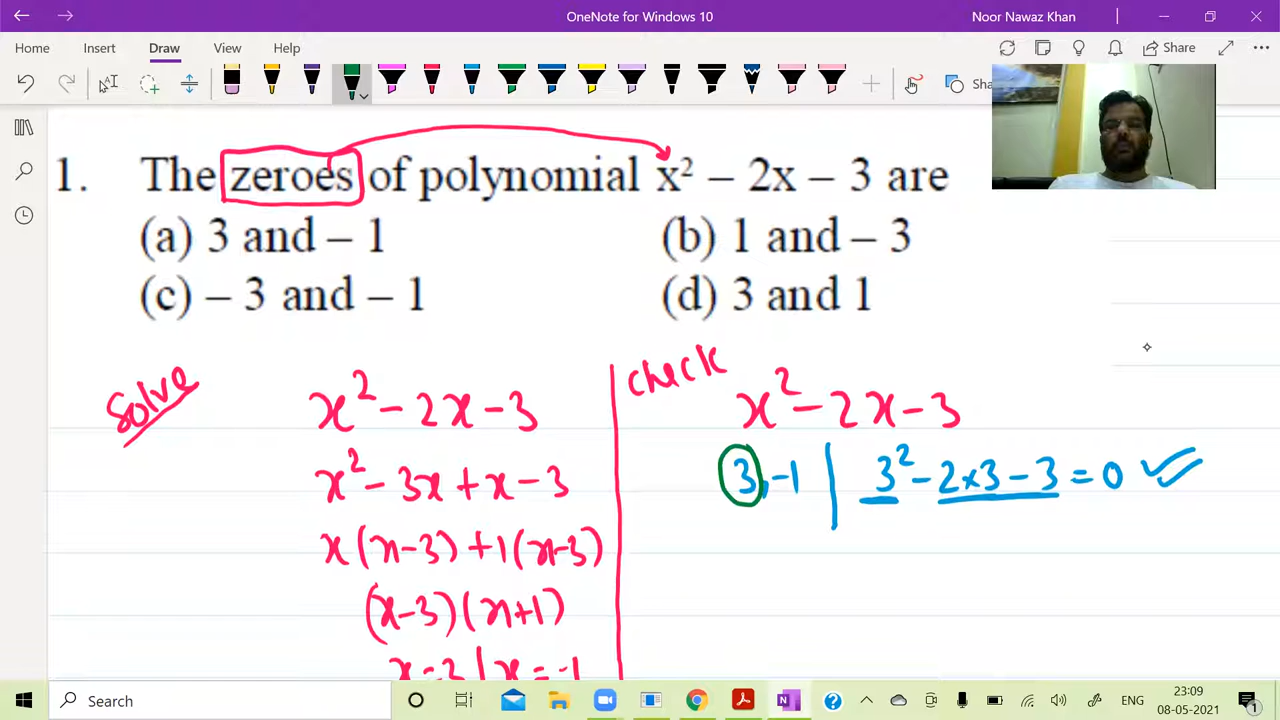 OneNote for Windows 10
Noor Nawaz Khan
Home Insert Draw View Help
Share
Sha
1. The zeroes of polynomial x² – 2x – 3 are
(a) 3 and – 1 (b) 1 and – 3
(c) – 3 and – 1 (d) 3 and 1
Solve
x² – 2x – 3
x² – 3x + x – 3
x(x–3) +1(x–3)
(x–3)(x+1)
x = 3 | x = –1
check
x² – 2x – 3
3, –1 | 3² – 2×3 – 3 = 0
Search
ENG
23:09
08-05-2021